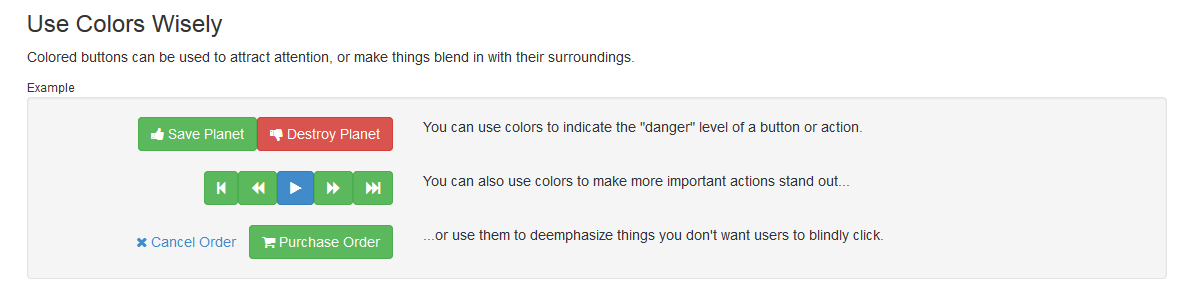 Use Colors Wisely
Colored buttons can be used to attract attention, or make things blend in with their surroundings.
Example
Save Planet Destroy Planet You can use colors to indicate the "danger" level of a button or action.
You can also use colors to make more important actions stand out...
Cancel Order Purchase Order ...or use them to deemphasize things you don't want users to blindly click.